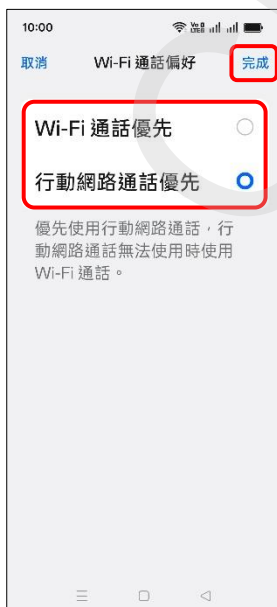 10:00
取消 Wi-Fi 通話偏好 完成
Wi-Fi 通話優先
行動網路通話優先
優先使用行動網路通話，行
動網路通話無法使用時使用
Wi-Fi 通話。